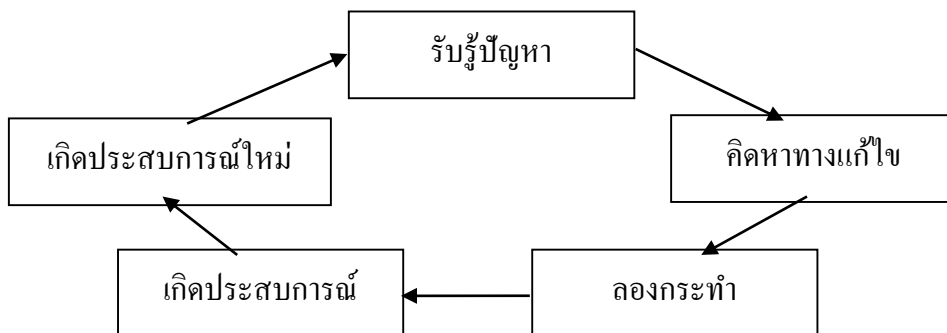 รับรู้ปัญหา
คิดหาทางแก้ไข
ลองกระทำ
เกิดประสบการณ์
เกิดประสบการณ์ใหม่